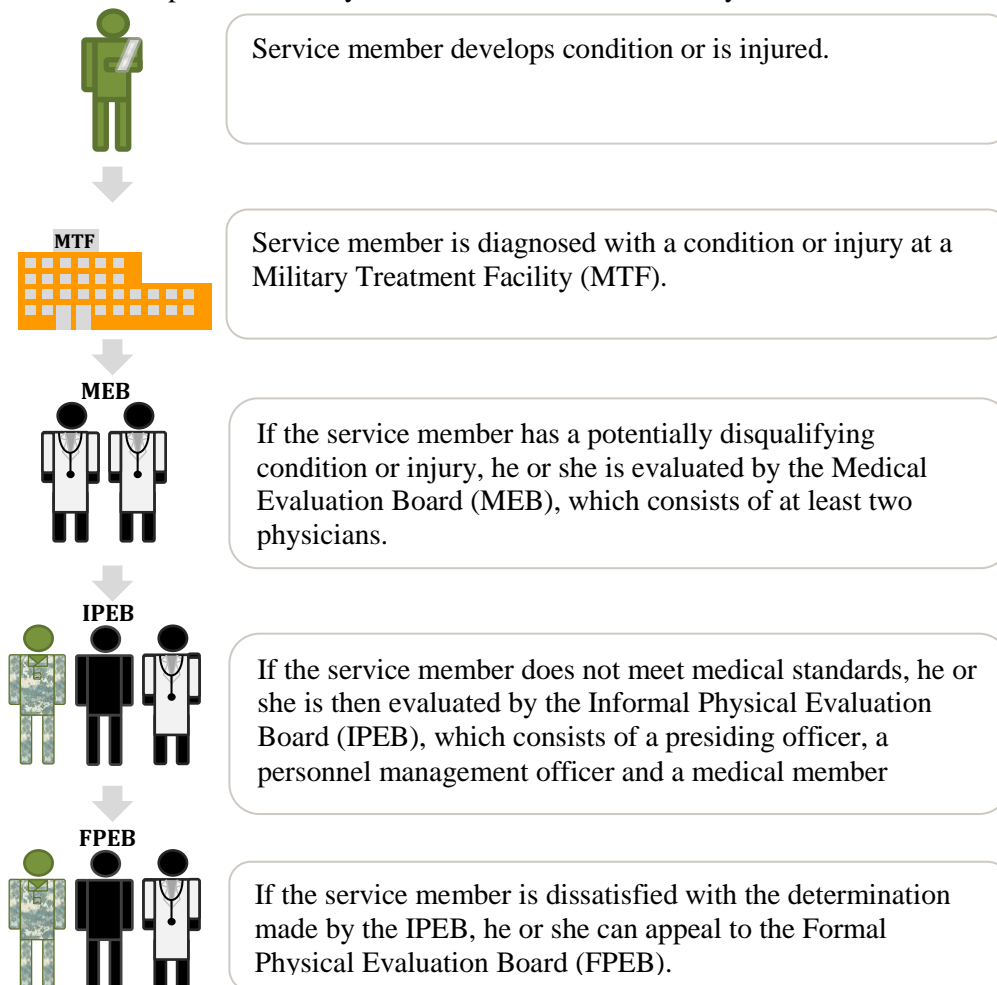 Service member develops condition or is injured.
MTF
Service member is diagnosed with a condition or injury at a
Military Treatment Facility (MTF).
MEB
If the service member has a potentially disqualifying
condition or injury, he or she is evaluated by the Medical
Evaluation Board (MEB), which consists of at least two
physicians.
IPEB
If the service member does not meet medical standards, he or
she is then evaluated by the Informal Physical Evaluation
Board (IPEB), which consists of a presiding officer, a
personnel management officer and a medical member
FPEB
If the service member is dissatisfied with the determination
made by the IPEB, he or she can appeal to the Formal
Physical Evaluation Board (FPEB).